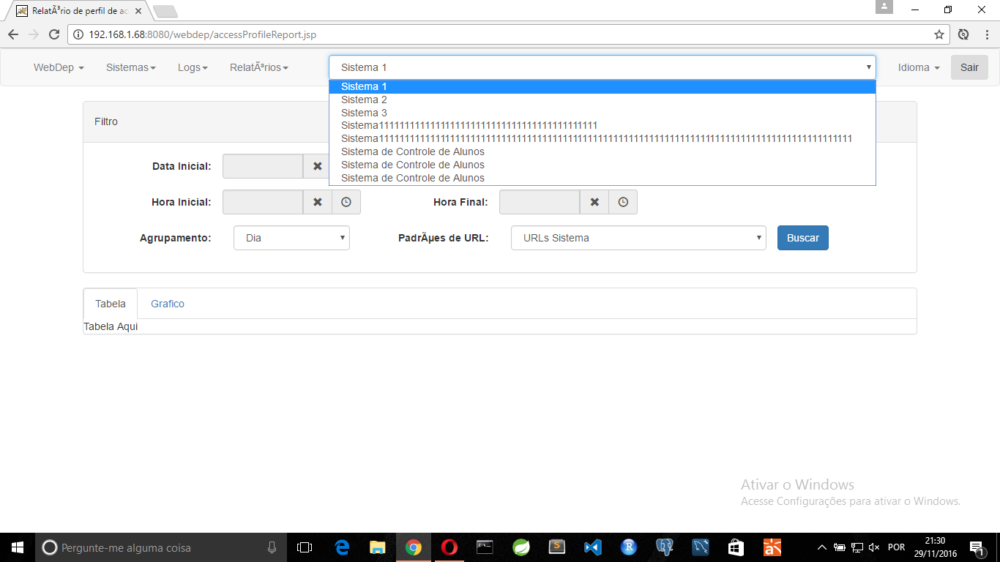 RelatÃ³rio de perfil de ac
192.168.1.68:8080/webdep/accessProfileReport.jsp
WebDep Sistemas Logs RelatÃ³rios Sistema 1 Idioma Sair
Sistema 1
Sistema 2
Sistema 3
Sistema1111111111111111111111111111111111111111111
Sistema11111111111111111111111111111111111111111111111111111111111111111111111111111111111111111
Sistema de Controle de Alunos
Sistema de Controle de Alunos
Sistema de Controle de Alunos
Filtro
Data Inicial:
Hora Inicial: Hora Final:
Agrupamento: Dia PadrÃµes de URL: URLs Sistema Buscar
Tabela Grafico
Tabela Aqui
Ativar o Windows
Acesse Configurações para ativar o Windows.
Pergunte-me alguma coisa POR 21:30
29/11/2016 1